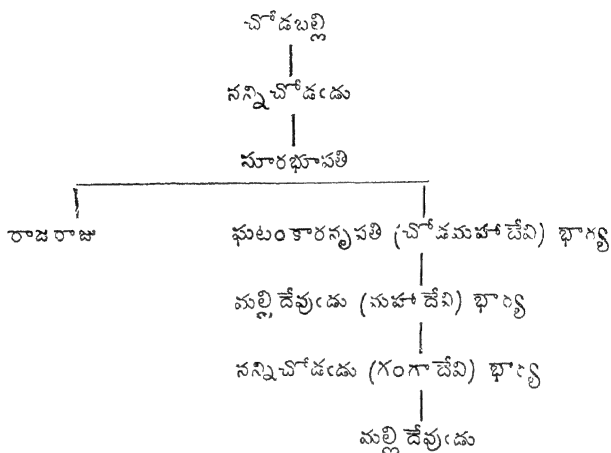 చోడబల్లి
నన్నిచోడఁడు
సూరభూపతి
రాజరాజు ఘటంకారనృపతి (చోడమహాదేవి) భార్య
మల్లిదేవుఁడు (మహాదేవి) భార్య
నన్నిచోడఁడు (గంగాదేవి) భార్య
మల్లిదేవుఁడు